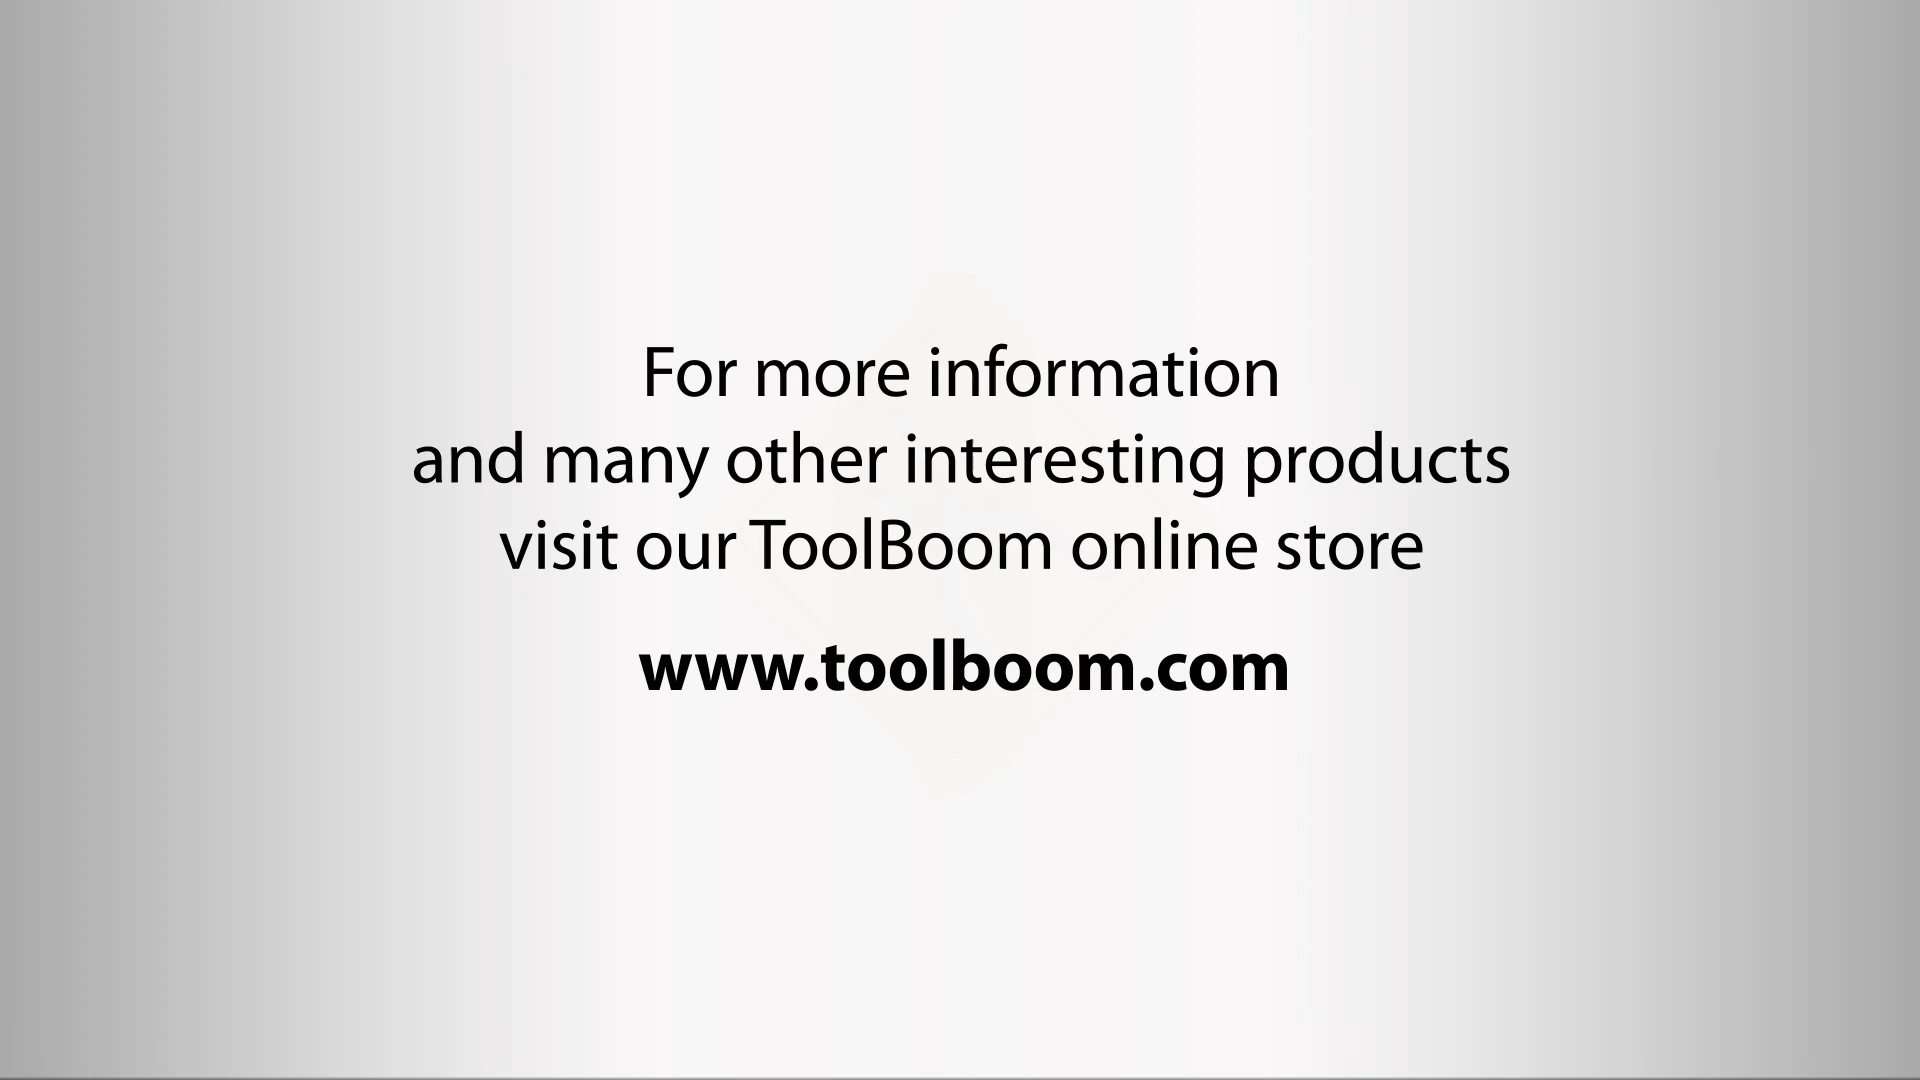 For more information
and many other interesting products
visit our ToolBoom online store
www.toolboom.com